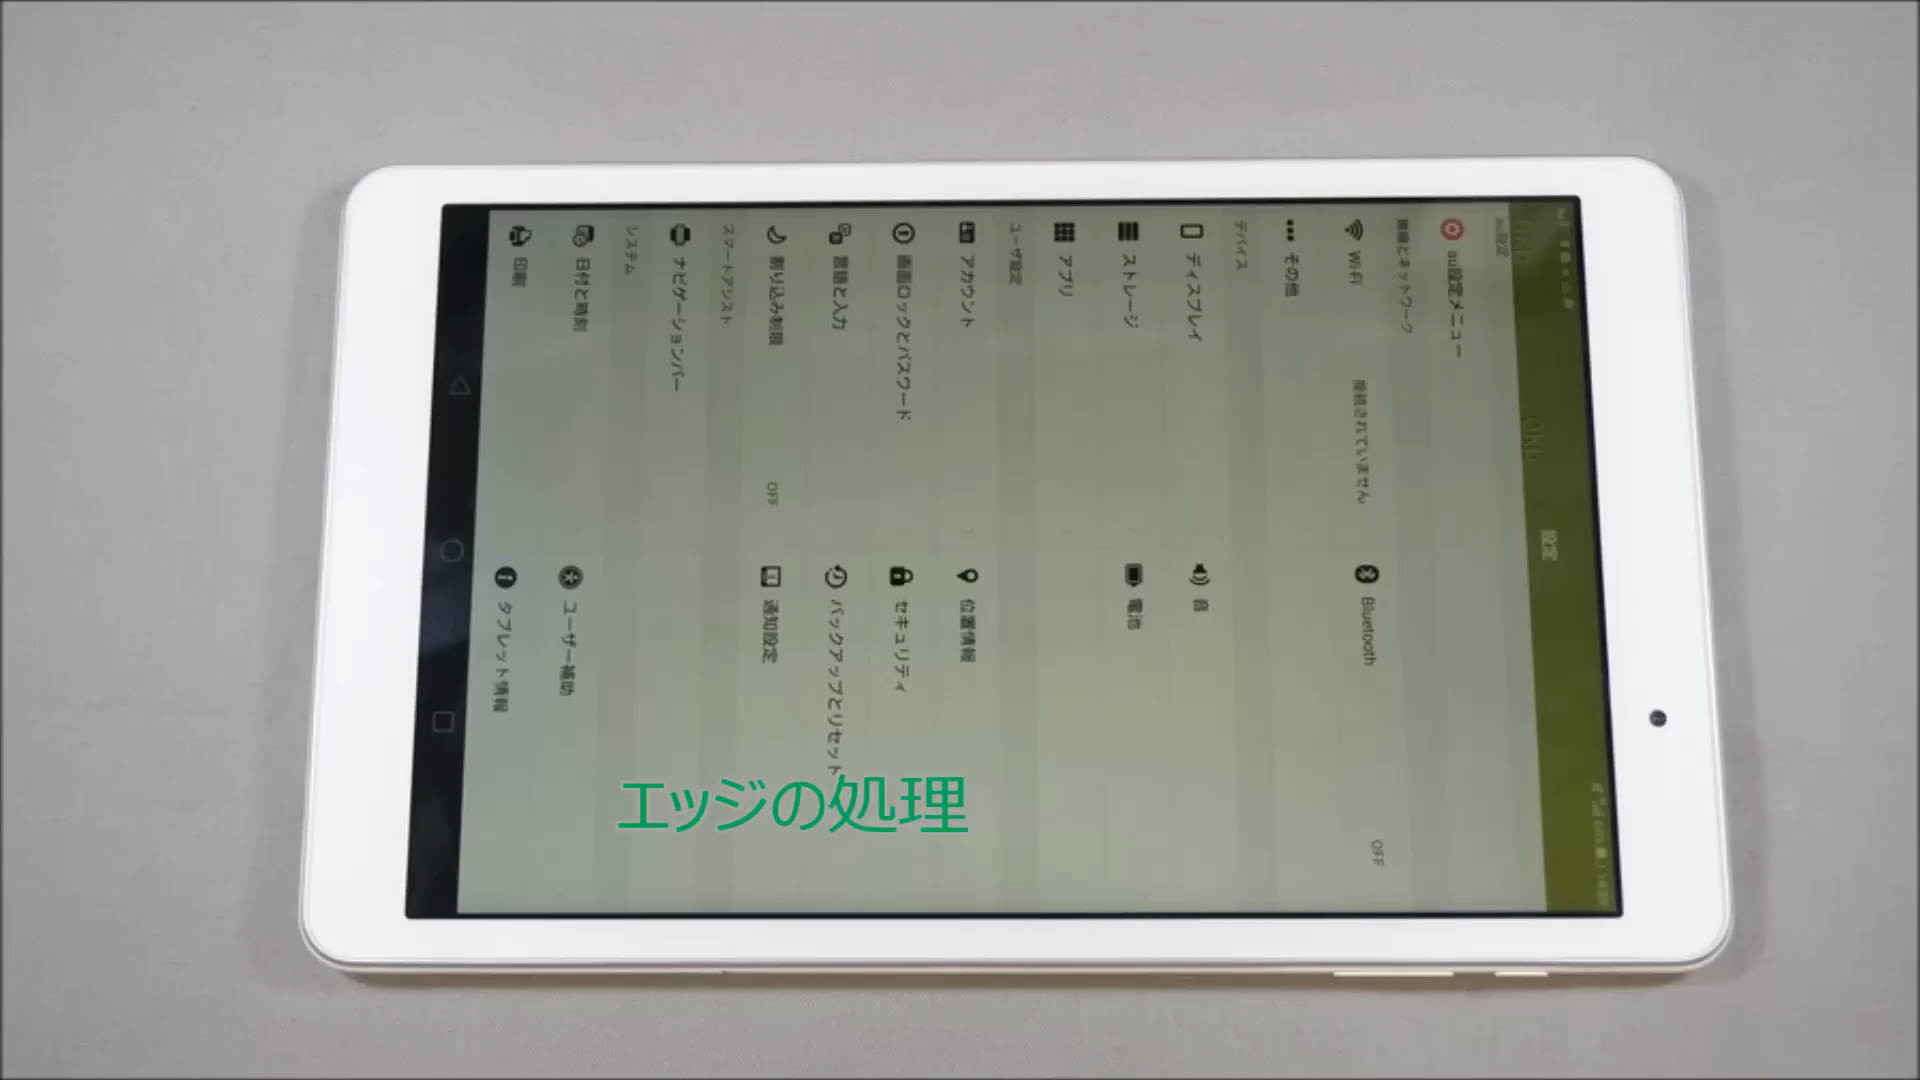 設定
au設定
au設定メニュー
無線とネットワーク
Wi-Fi
接続されていません
Bluetooth
OFF
その他
デバイス
ディスプレイ
音
ストレージ
電池
アプリ
ユーザ設定
アカウント
位置情報
画面ロックとパスワード
セキュリティ
言語と入力
バックアップとリセット
割り込み制限
OFF
通知設定
スマートアシスト
ナビゲーションバー
システム
日付と時刻
ユーザー補助
印刷
タブレット情報
エッジの処理